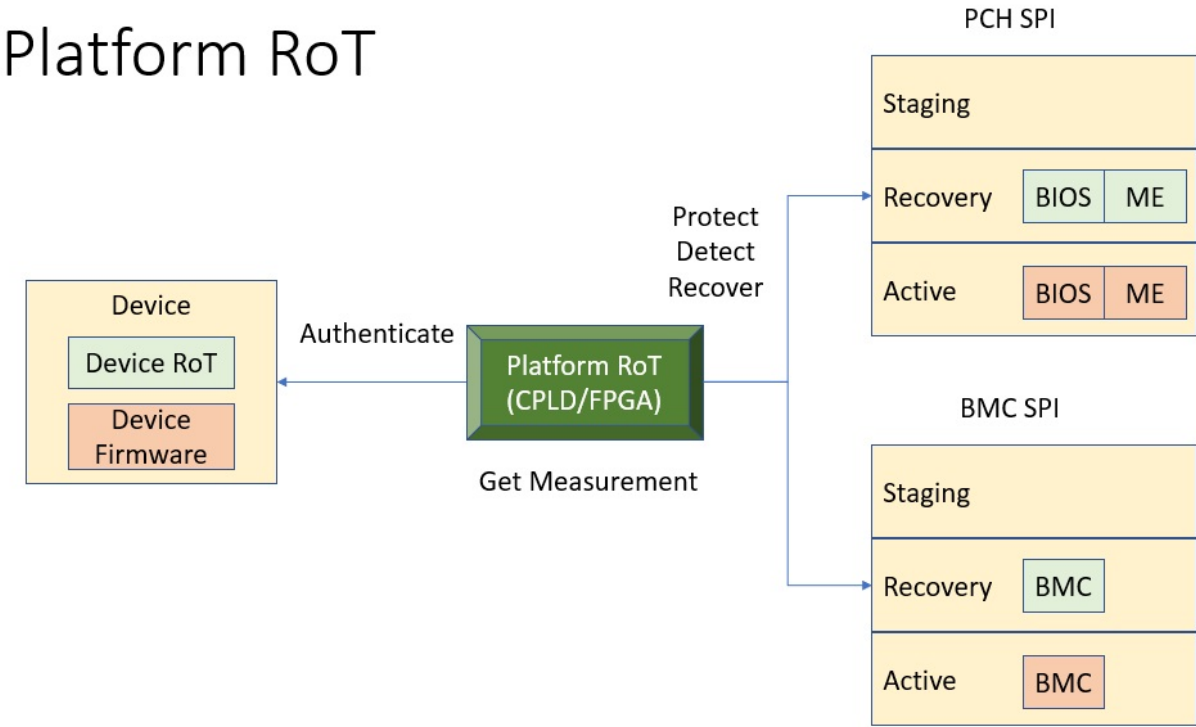 Platform RoT
PCH SPI
Staging
Recovery
BIOS
ME
Active
BIOS
ME
Protect
Detect
Recover
Device
Device RoT
Device
Firmware
Authenticate
Platform RoT
(CPLD/FPGA)
Get Measurement
BMC SPI
Staging
Recovery
BMC
Active
BMC